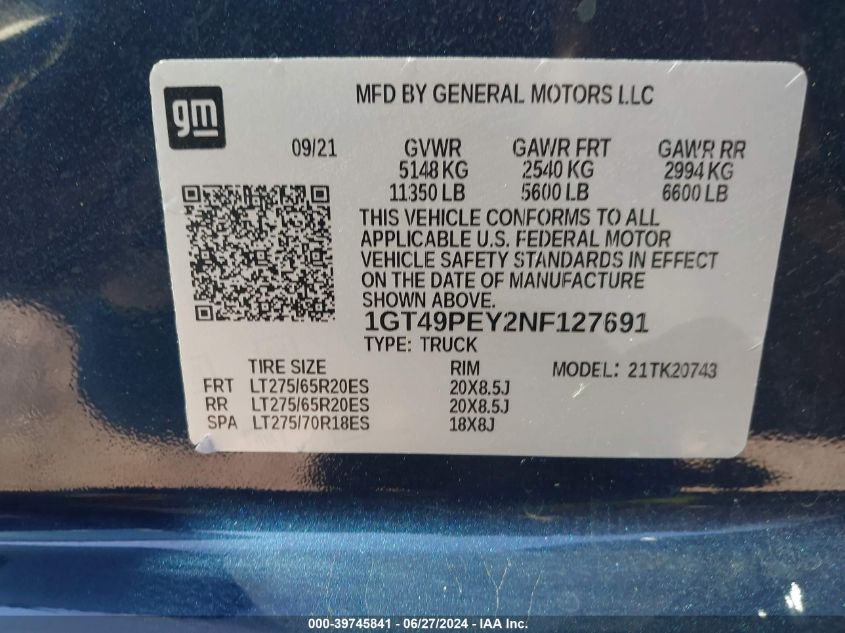 gm
MFD BY GENERAL MOTORS LLC
09/21 GVWR GAWR FRT GAWR RR
5148 KG 2540 KG 2994 KG
11350 LB 5600 LB 6600 LB
THIS VEHICLE CONFORMS TO ALL
APPLICABLE U.S. FEDERAL MOTOR
VEHICLE SAFETY STANDARDS IN EFFECT
ON THE DATE OF MANUFACTURE
SHOWN ABOVE.
1GT49PEY2NF127691
TYPE: TRUCK
TIRE SIZE RIM MODEL: 21TK20743
FRT LT275/65R20ES 20X8.5J
RR LT275/65R20ES 20X8.5J
SPA LT275/70R18ES 18X8J
000-39745841 - 06/27/2024 - IAA, Inc.